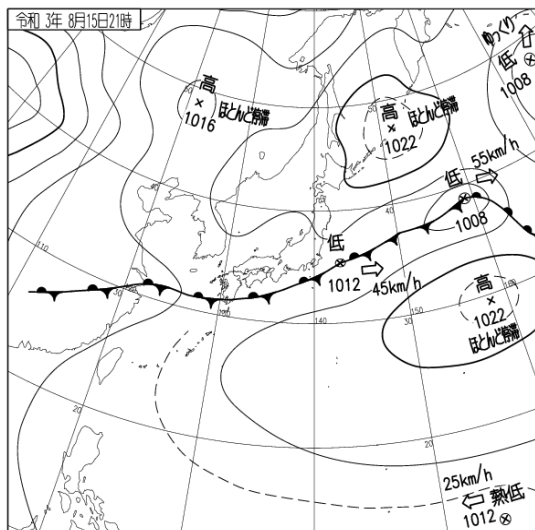 令和 3年 8月15日21時
ゆっくり
低
1008
高
1016
ほとんど停滞
50
高
1022
ほとんど停滞
低
55km/h
1008
40
低
1012
45km/h
110
30
高
1022
ほとんど停滞
140
150
20
20
25km/h
熱低
1012